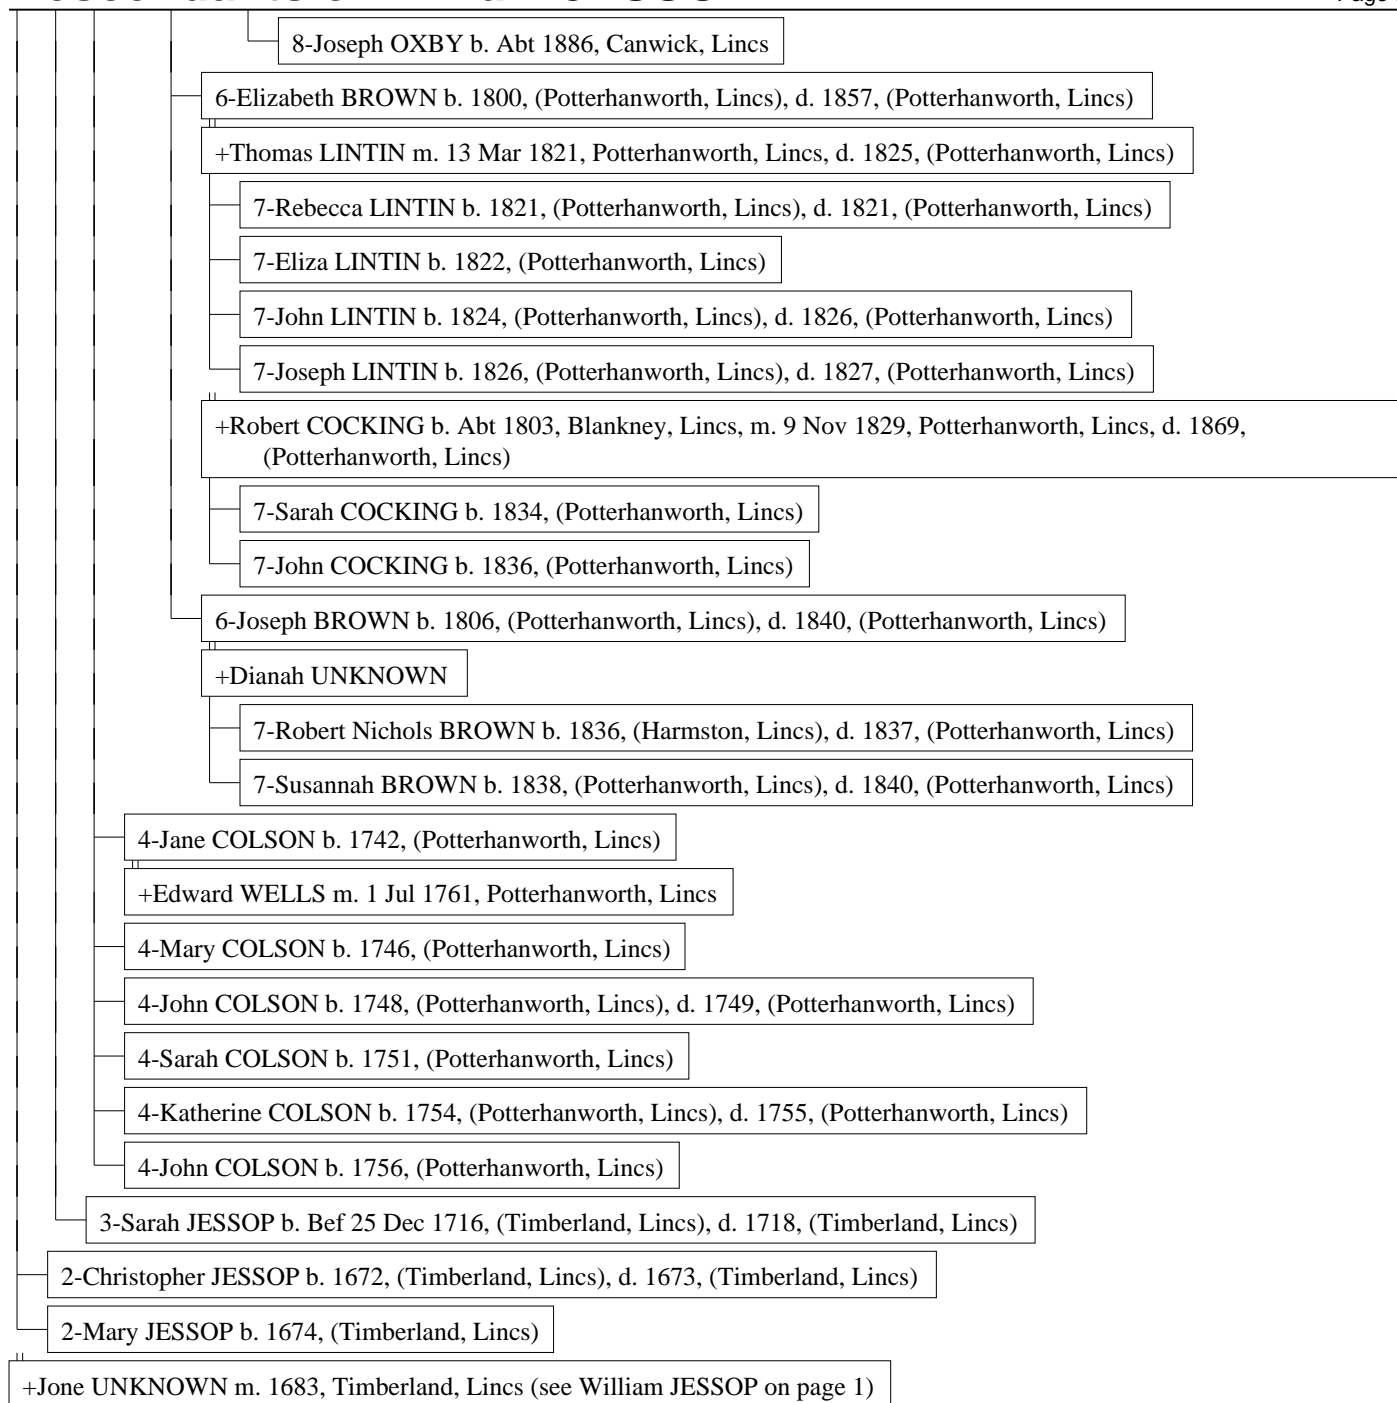 8-Joseph OXBY b. Abt 1886, Canwick, Lincs
6-Elizabeth BROWN b. 1800, (Potterhanworth, Lincs), d. 1857, (Potterhanworth, Lincs)
+Thomas LINTIN m. 13 Mar 1821, Potterhanworth, Lincs, d. 1825, (Potterhanworth, Lincs)
7-Rebecca LINTIN b. 1821, (Potterhanworth, Lincs), d. 1821, (Potterhanworth, Lincs)
7-Eliza LINTIN b. 1822, (Potterhanworth, Lincs)
7-John LINTIN b. 1824, (Potterhanworth, Lincs), d. 1826, (Potterhanworth, Lincs)
7-Joseph LINTIN b. 1826, (Potterhanworth, Lincs), d. 1827, (Potterhanworth, Lincs)
+Robert COCKING b. Abt 1803, Blankney, Lincs, m. 9 Nov 1829, Potterhanworth, Lincs, d. 1869,
(Potterhanworth, Lincs)
7-Sarah COCKING b. 1834, (Potterhanworth, Lincs)
7-John COCKING b. 1836, (Potterhanworth, Lincs)
6-Joseph BROWN b. 1806, (Potterhanworth, Lincs), d. 1840, (Potterhanworth, Lincs)
+Dianah UNKNOWN
7-Robert Nichols BROWN b. 1836, (Harmston, Lincs), d. 1837, (Potterhanworth, Lincs)
7-Susannah BROWN b. 1838, (Potterhanworth, Lincs), d. 1840, (Potterhanworth, Lincs)
4-Jane COLSON b. 1742, (Potterhanworth, Lincs)
+Edward WELLS m. 1 Jul 1761, Potterhanworth, Lincs
4-Mary COLSON b. 1746, (Potterhanworth, Lincs)
4-John COLSON b. 1748, (Potterhanworth, Lincs), d. 1749, (Potterhanworth, Lincs)
4-Sarah COLSON b. 1751, (Potterhanworth, Lincs)
4-Katherine COLSON b. 1754, (Potterhanworth, Lincs), d. 1755, (Potterhanworth, Lincs)
4-John COLSON b. 1756, (Potterhanworth, Lincs)
3-Sarah JESSOP b. Bef 25 Dec 1716, (Timberland, Lincs), d. 1718, (Timberland, Lincs)
2-Christopher JESSOP b. 1672, (Timberland, Lincs), d. 1673, (Timberland, Lincs)
2-Mary JESSOP b. 1674, (Timberland, Lincs)
+Jone UNKNOWN m. 1683, Timberland, Lincs (see William JESSOP on page 1)